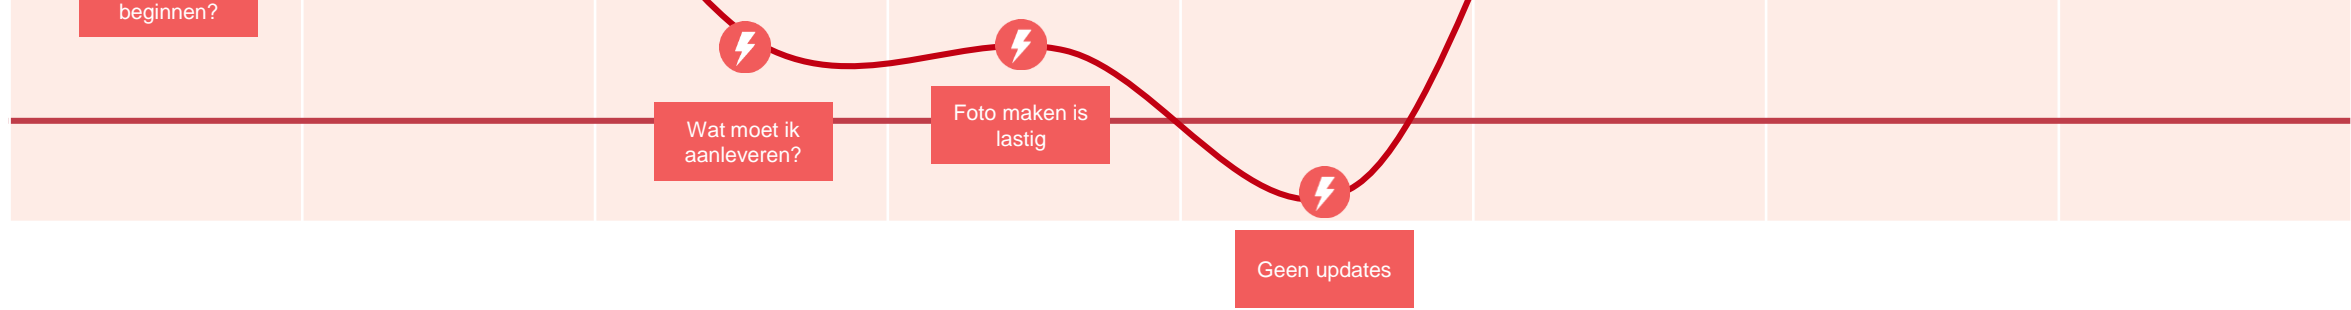 beginnen?
Wat moet ik
aanleveren?
Foto maken is
lastig
Geen updates